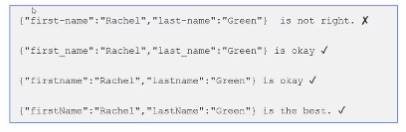 {"first-name":"Rachel","last-name":"Green"} is not right. ✗
{"first_name":"Rachel","last_name":"Green"} is okay ✓
{"firstname":"Rachel","lastname":"Green"} is okay ✓
{"firstName":"Rachel","lastName":"Green"} is the best. ✓